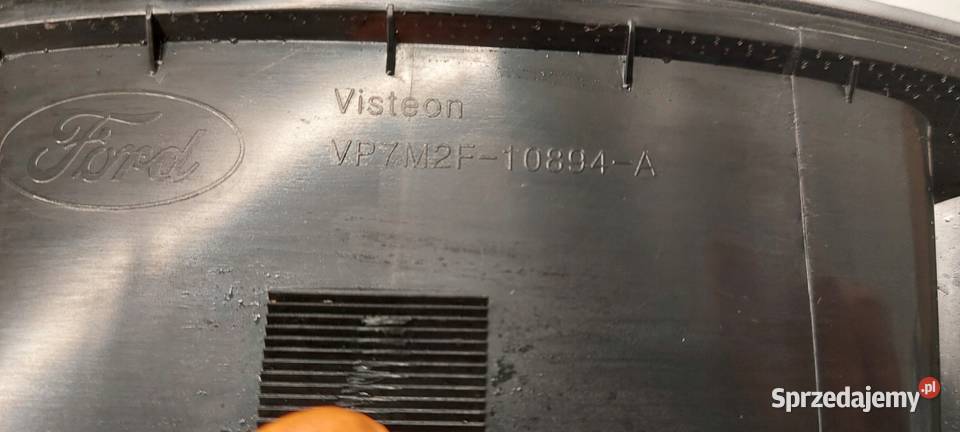 Visteon
Ford
VP7M2F-10894-A
Sprzedajemy.pl